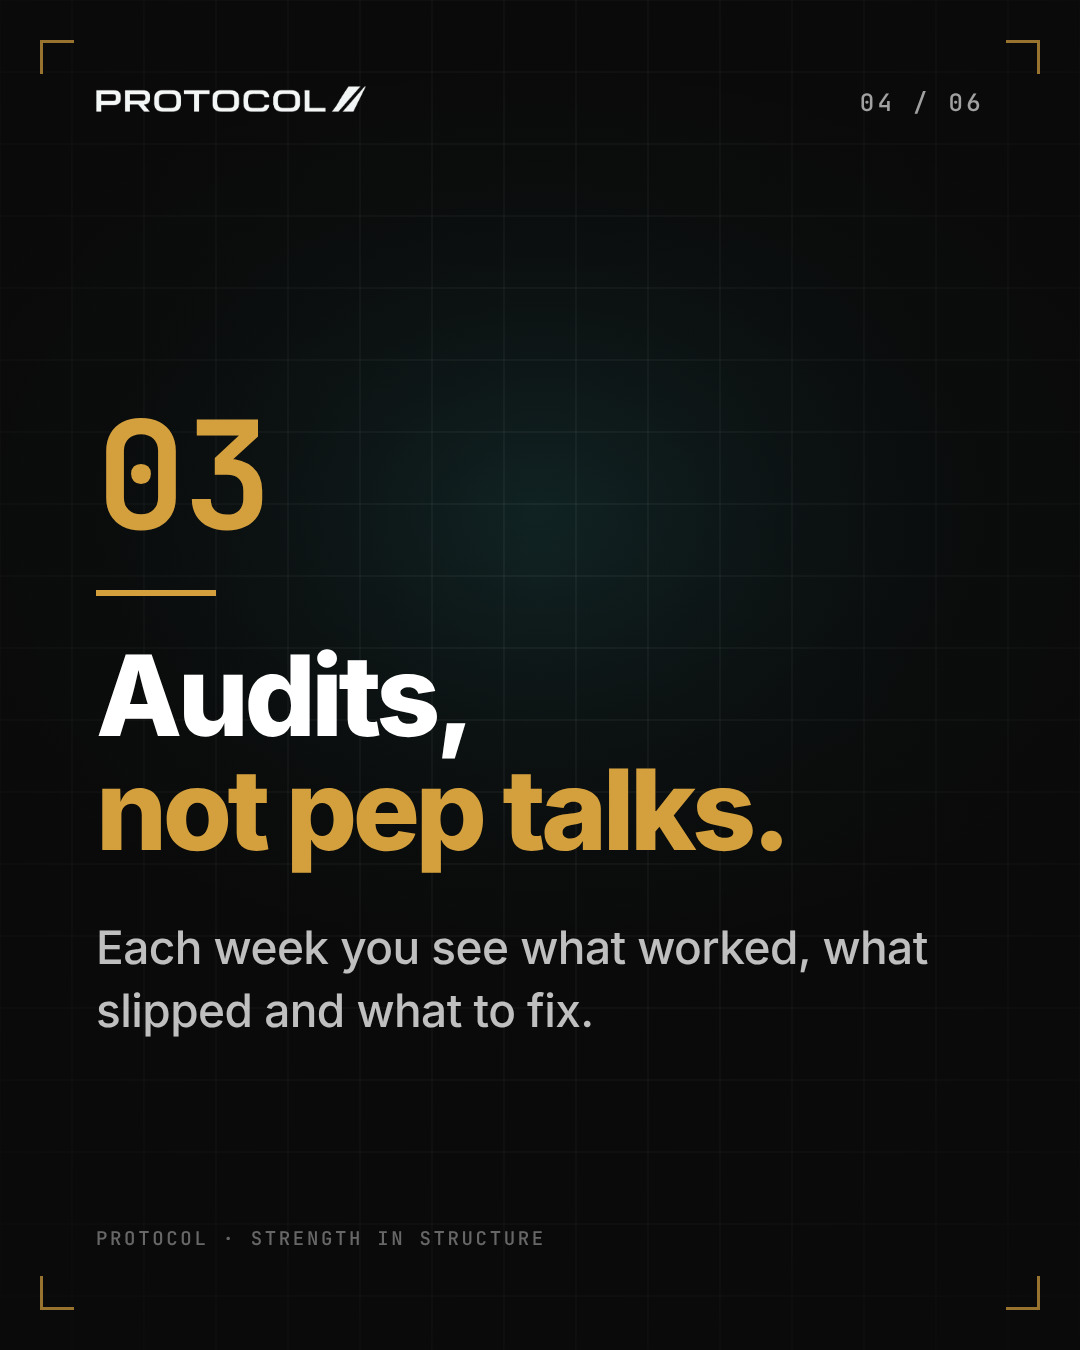 PROTOCOL
04 / 06
03
Audits,
not pep talks.
Each week you see what worked, what
slipped and what to fix.
PROTOCOL · STRENGTH IN STRUCTURE